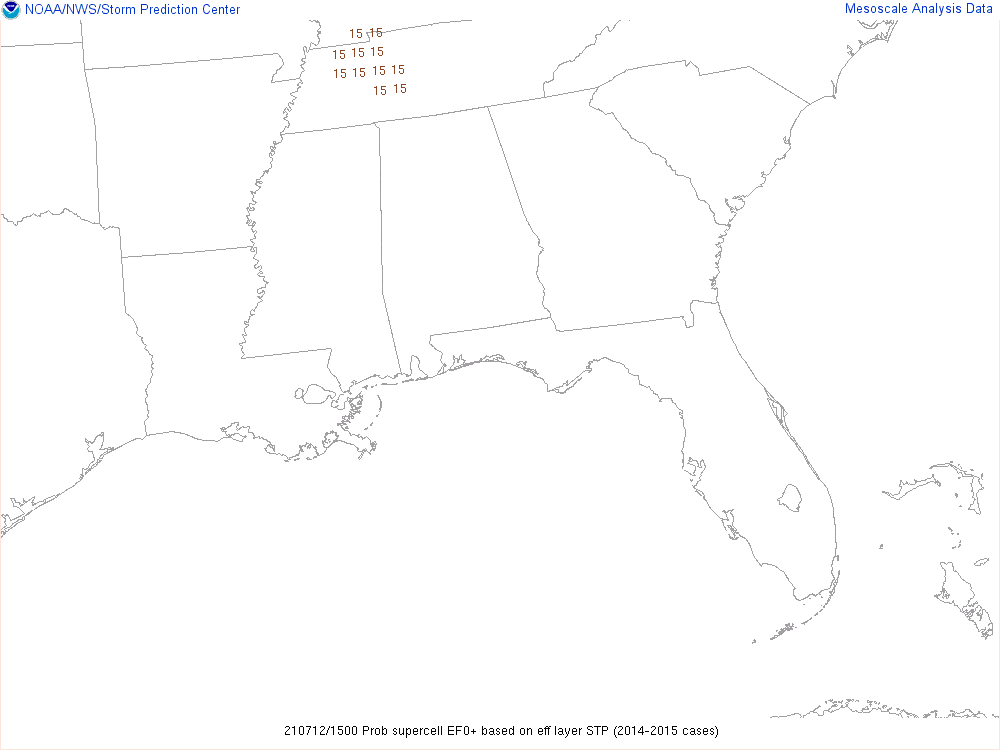 NOAA/NWS/Storm Prediction Center
Mesoscale Analysis Data
15 15
15 15 15
15 15 15 15
15 15
210712/1500 Prob supercell EF0+ based on eff layer STP (2014-2015 cases)